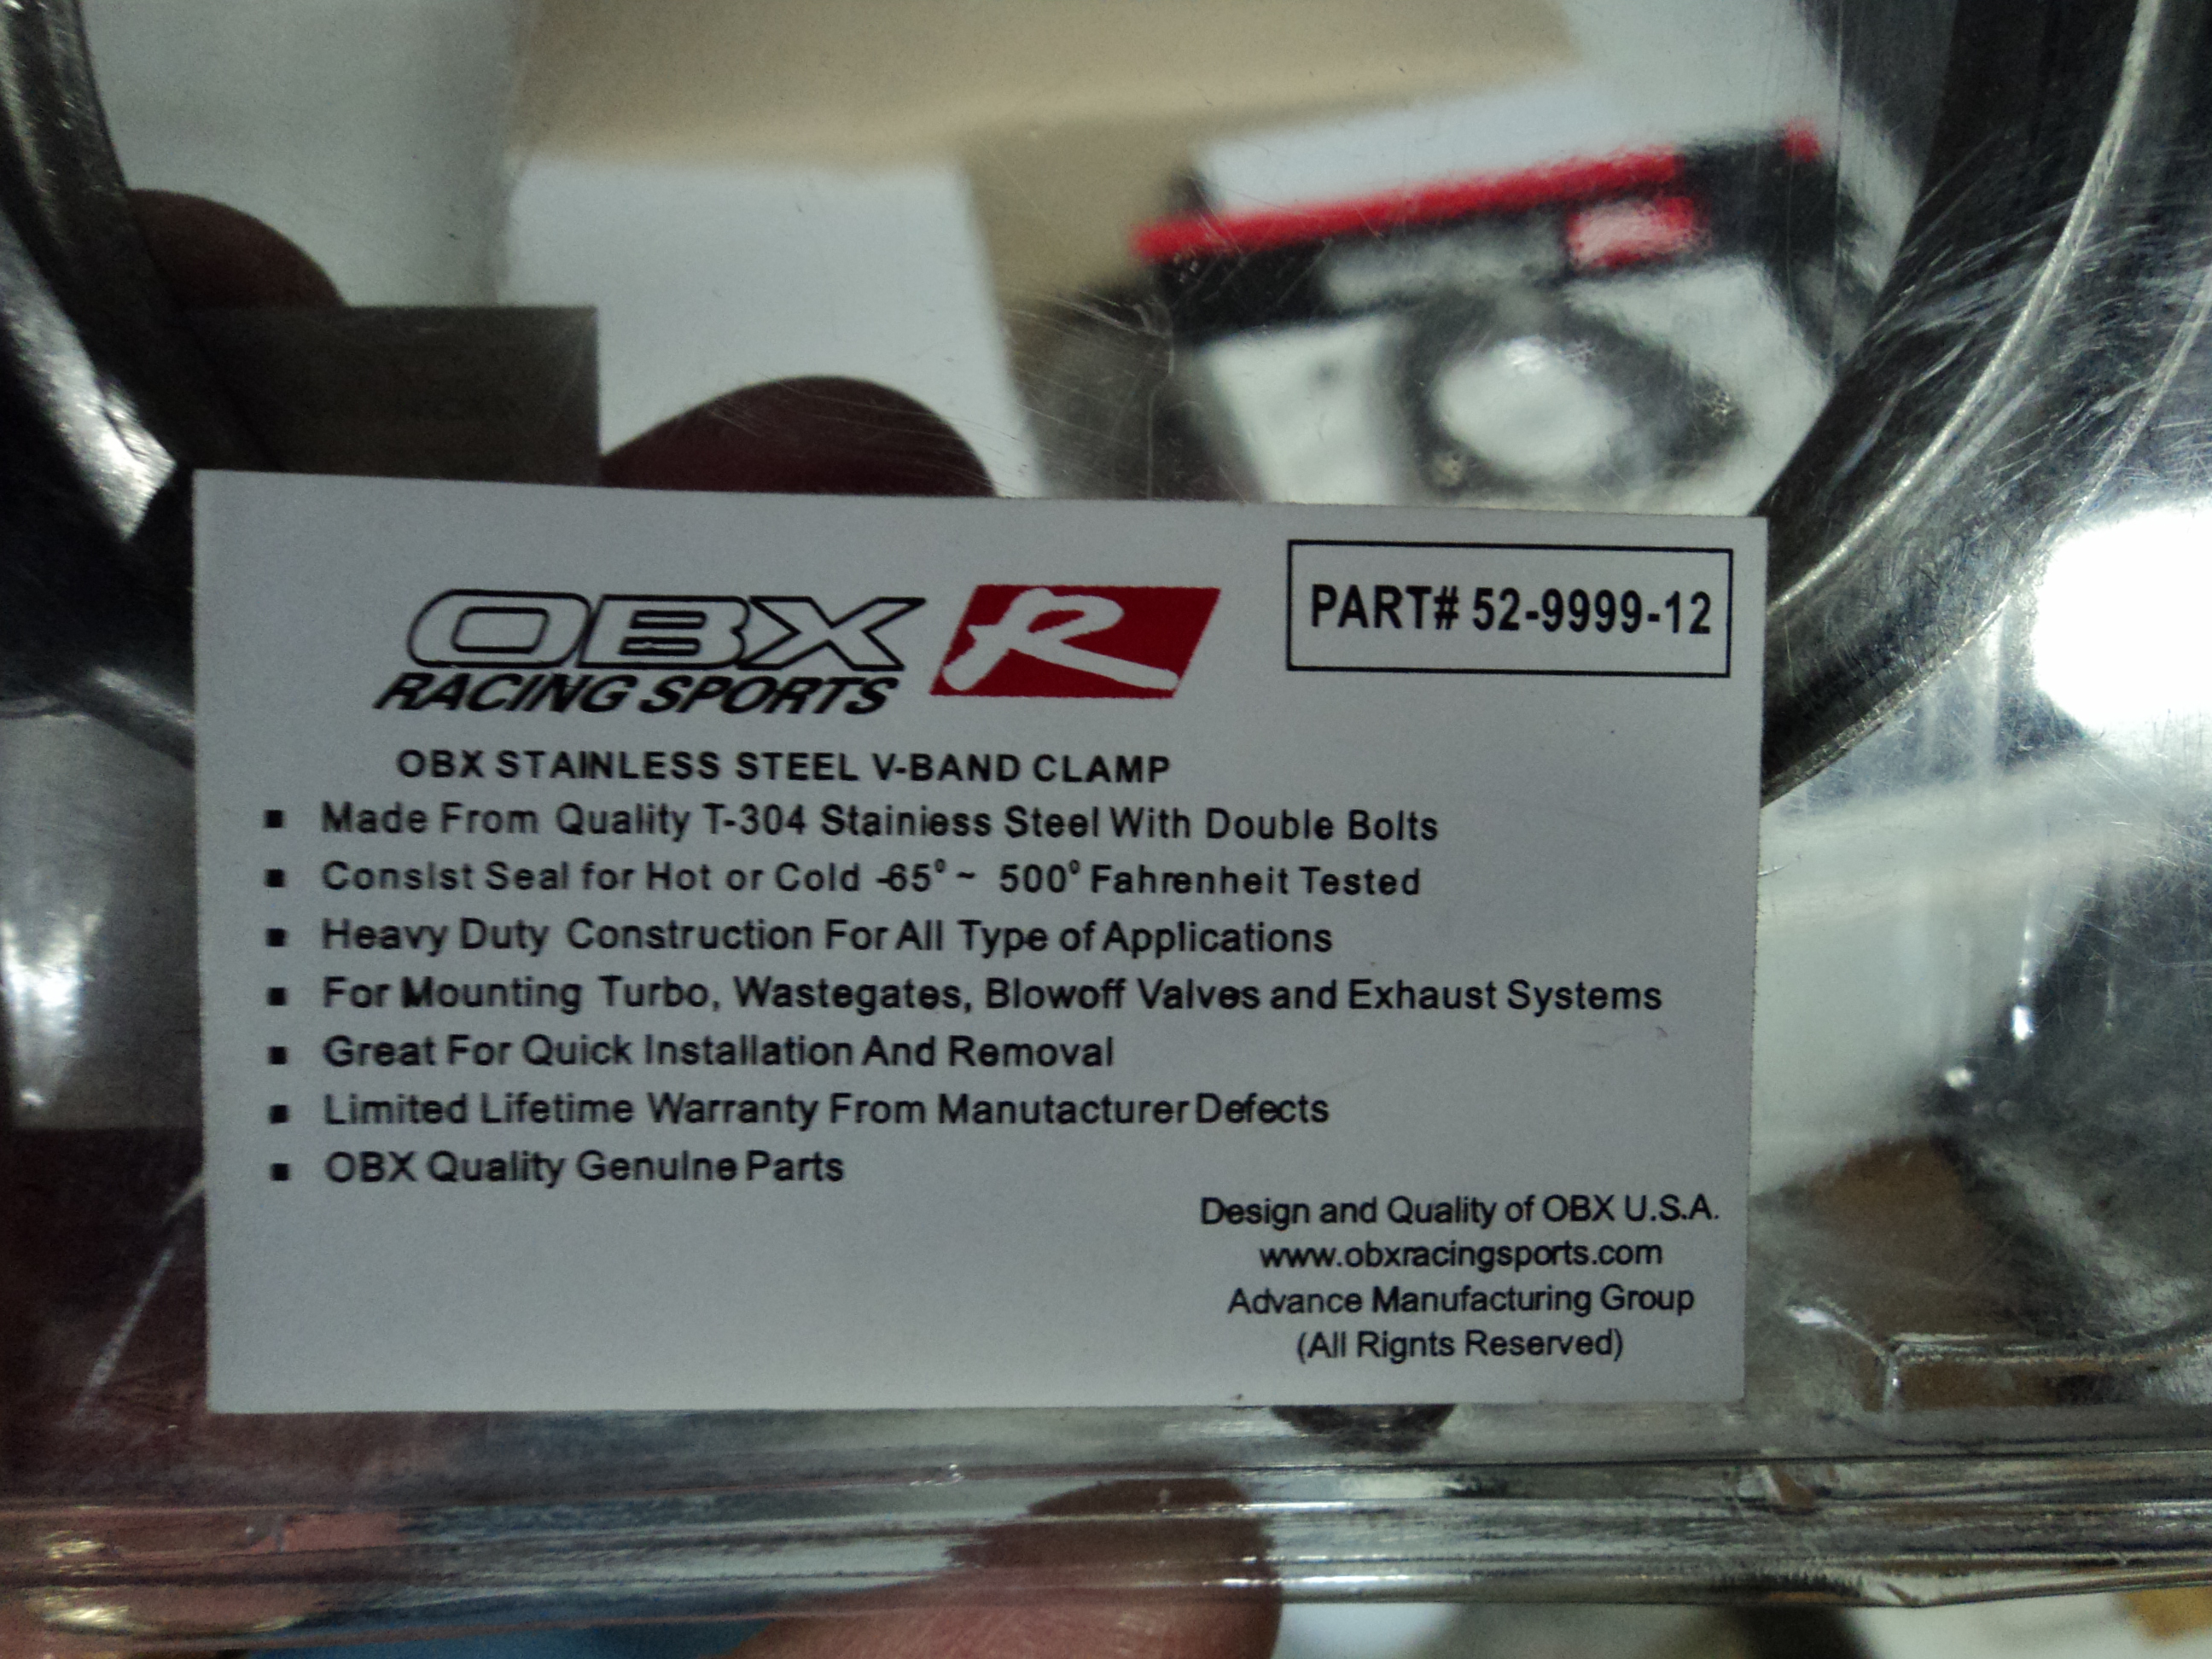 OBX R
RACING SPORTS
PART# 52-9999-12
OBX STAINLESS STEEL V-BAND CLAMP
▪ Made From Quality T-304 Stainiess Steel With Double Bolts
▪ Conslst Seal for Hot or Cold -65° ~ 500° Fahrenheit Tested
▪ Heavy Duty Construction For All Type of Applications
▪ For Mounting Turbo, Wastegates, Blowoff Valves and Exhaust Systems
▪ Great For Quick Installation And Removal
▪ Limited Lifetime Warranty From Manutacturer Defects
▪ OBX Quality Genulne Parts
Design and Quality of OBX U.S.A.
www.obxracingsports.com
Advance Manufacturing Group
(All Rignts Reserved)